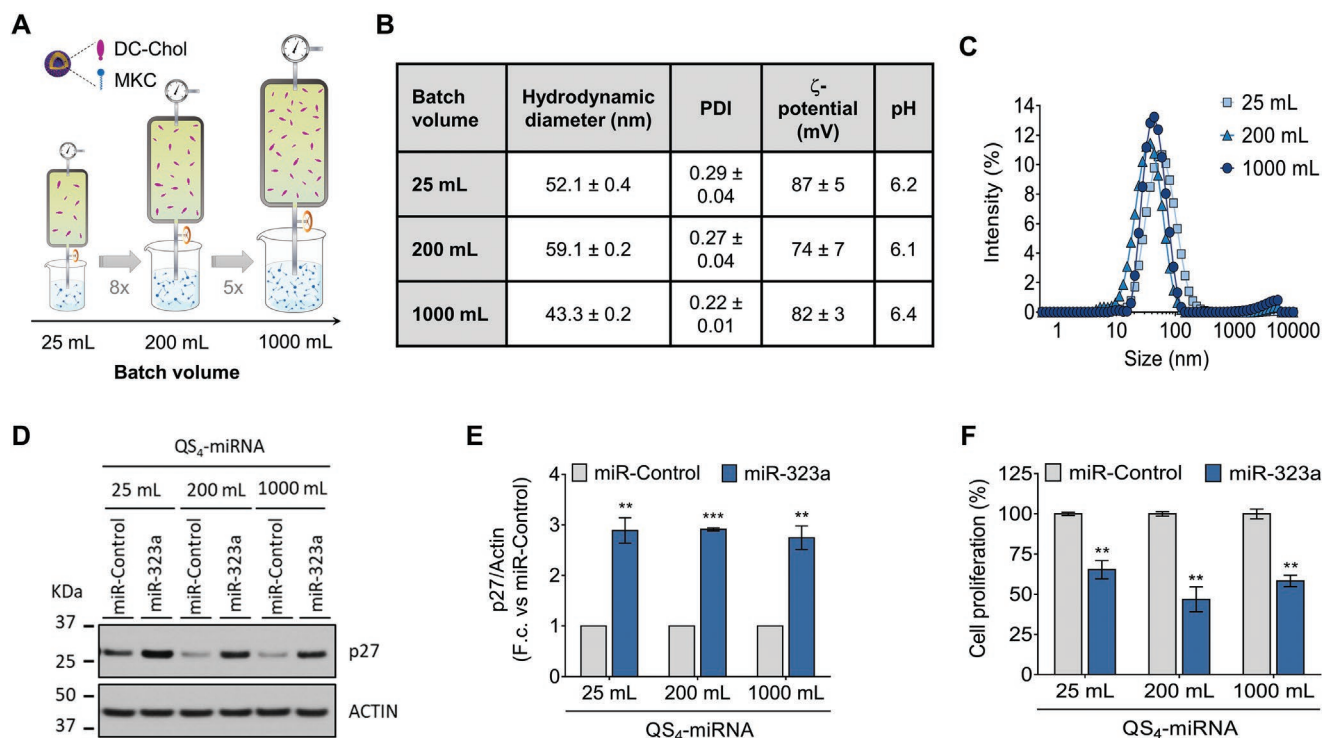 A
DC-Chol
MKC
8x
5x
25 mL 200 mL 1000 mL
Batch volume
B
Batch volume Hydrodynamic diameter (nm) PDI ζ-potential (mV) pH
25 mL 52.1 ± 0.4 0.29 ± 0.04 87 ± 5 6.2
200 mL 59.1 ± 0.2 0.27 ± 0.04 74 ± 7 6.1
1000 mL 43.3 ± 0.2 0.22 ± 0.01 82 ± 3 6.4
C
25 mL
200 mL
1000 mL
Intensity (%)
14
12
10
8
6
4
2
0
1 10 100 1000 10000
Size (nm)
D
QS₄-miRNA
25 mL 200 mL 1000 mL
miR-Control miR-323a miR-Control miR-323a miR-Control miR-323a
KDa
37
25
p27
50
37
ACTIN
E
miR-Control miR-323a
p27/Actin
(F.c. vs miR-Control)
4
3
2
1
0
** *** **
25 mL 200 mL 1000 mL
QS₄-miRNA
F
miR-Control miR-323a
Cell proliferation (%)
125
100
75
50
25
0
** ** **
25 mL 200 mL 1000 mL
QS₄-miRNA